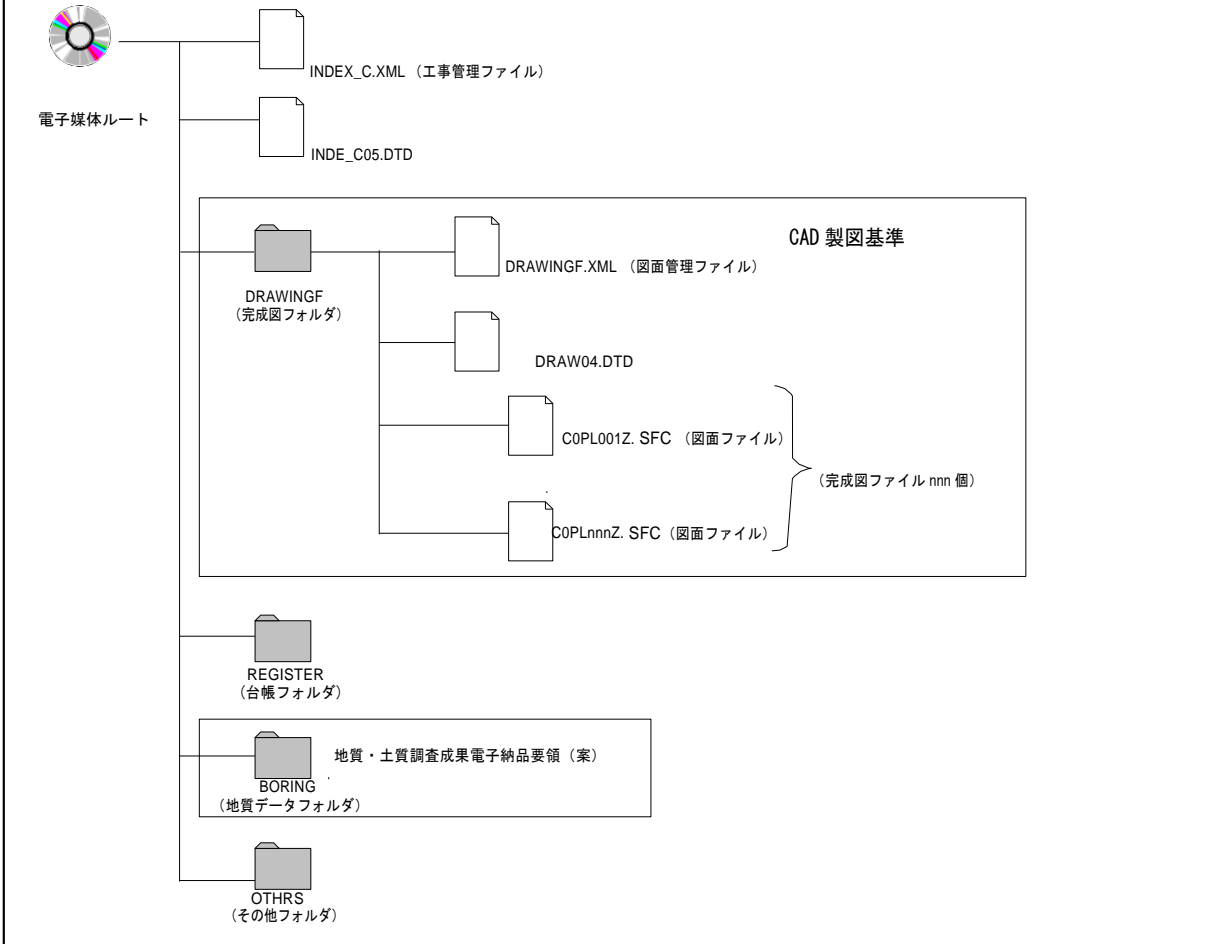 INDEX_C.XML（工事管理ファイル）
電子媒体ルート
INDE_C05.DTD
CAD 製図基準
DRAWINGF.XML （図面管理ファイル）
DRAWINGF
（完成図フォルダ）
DRAW04.DTD
C0PL001Z. SFC （図面ファイル）
（完成図ファイル nnn 個）
C0PLnnnZ. SFC（図面ファイル）
REGISTER
（台帳フォルダ）
地質・土質調査成果電子納品要領（案）
BORING
（地質データフォルダ）
OTHRS
（その他フォルダ）